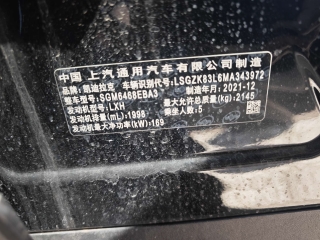 中国 上汽通用汽车有限公司制造
品牌:凯迪拉克 车辆识别代号:LSGZK83L6MA343972
整车型号:SGM6488EBA3 制造年月:2021-12
发动机型号:LXH 最大允许总质量(kg):2145
发动机排量(mL):1998 乘坐人数:5
发动机最大净功率(kW):169